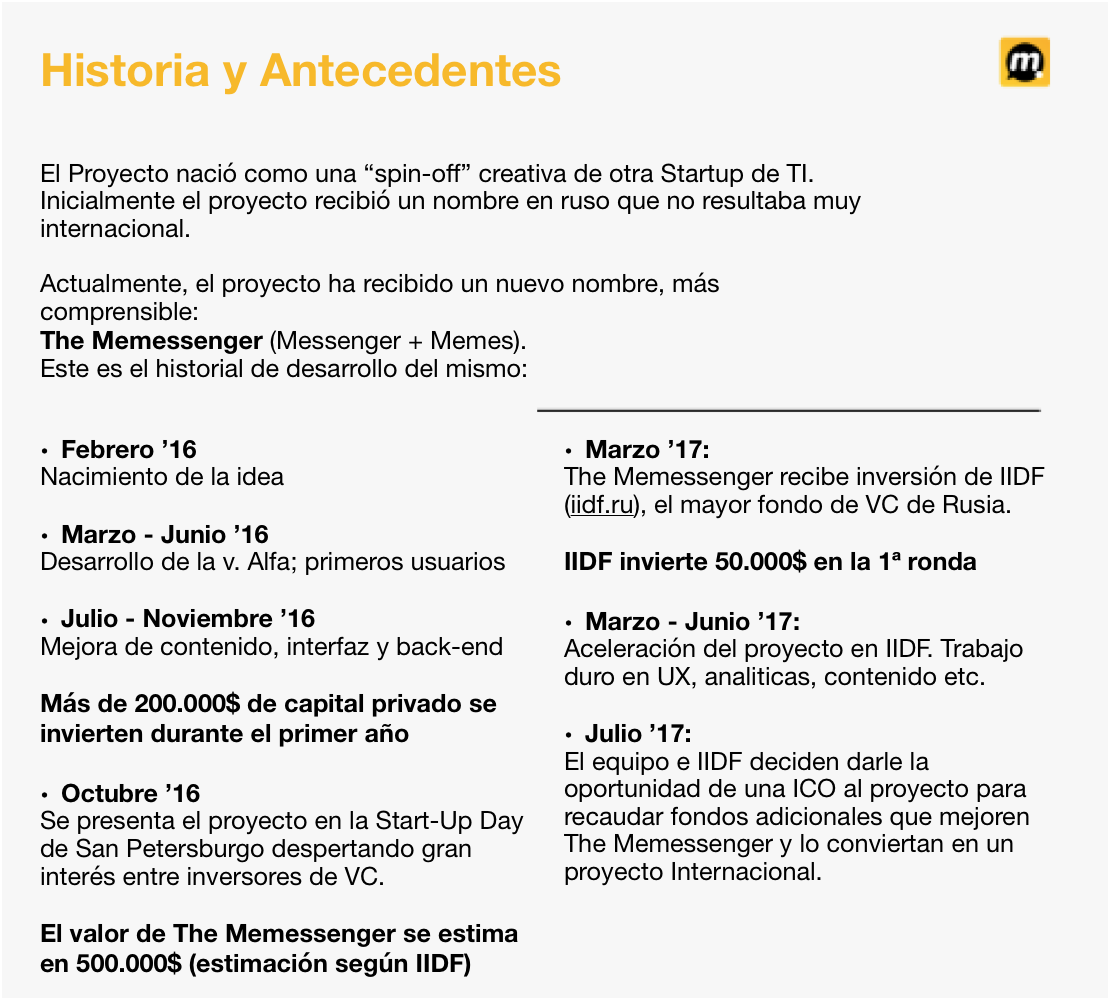 Historia y Antecedentes
m
El Proyecto nació como una “spin-off” creativa de otra Startup de TI.
Inicialmente el proyecto recibió un nombre en ruso que no resultaba muy
internacional.
Actualmente, el proyecto ha recibido un nuevo nombre, más
comprensible:
The Memessenger (Messenger + Memes).
Este es el historial de desarrollo del mismo:
• Febrero ’16
Nacimiento de la idea
• Marzo - Junio ’16
Desarrollo de la v. Alfa; primeros usuarios
• Julio - Noviembre ’16
Mejora de contenido, interfaz y back-end
Más de 200.000$ de capital privado se
invierten durante el primer año
• Octubre ’16
Se presenta el proyecto en la Start-Up Day
de San Petersburgo despertando gran
interés entre inversores de VC.
El valor de The Memessenger se estima
en 500.000$ (estimación según IIDF)
• Marzo ’17:
The Memessenger recibe inversión de IIDF
(iidf.ru), el mayor fondo de VC de Rusia.
IIDF invierte 50.000$ en la 1ª ronda
• Marzo - Junio ’17:
Aceleración del proyecto en IIDF. Trabajo
duro en UX, analiticas, contenido etc.
• Julio ’17:
El equipo e IIDF deciden darle la
oportunidad de una ICO al proyecto para
recaudar fondos adicionales que mejoren
The Memessenger y lo conviertan en un
proyecto Internacional.